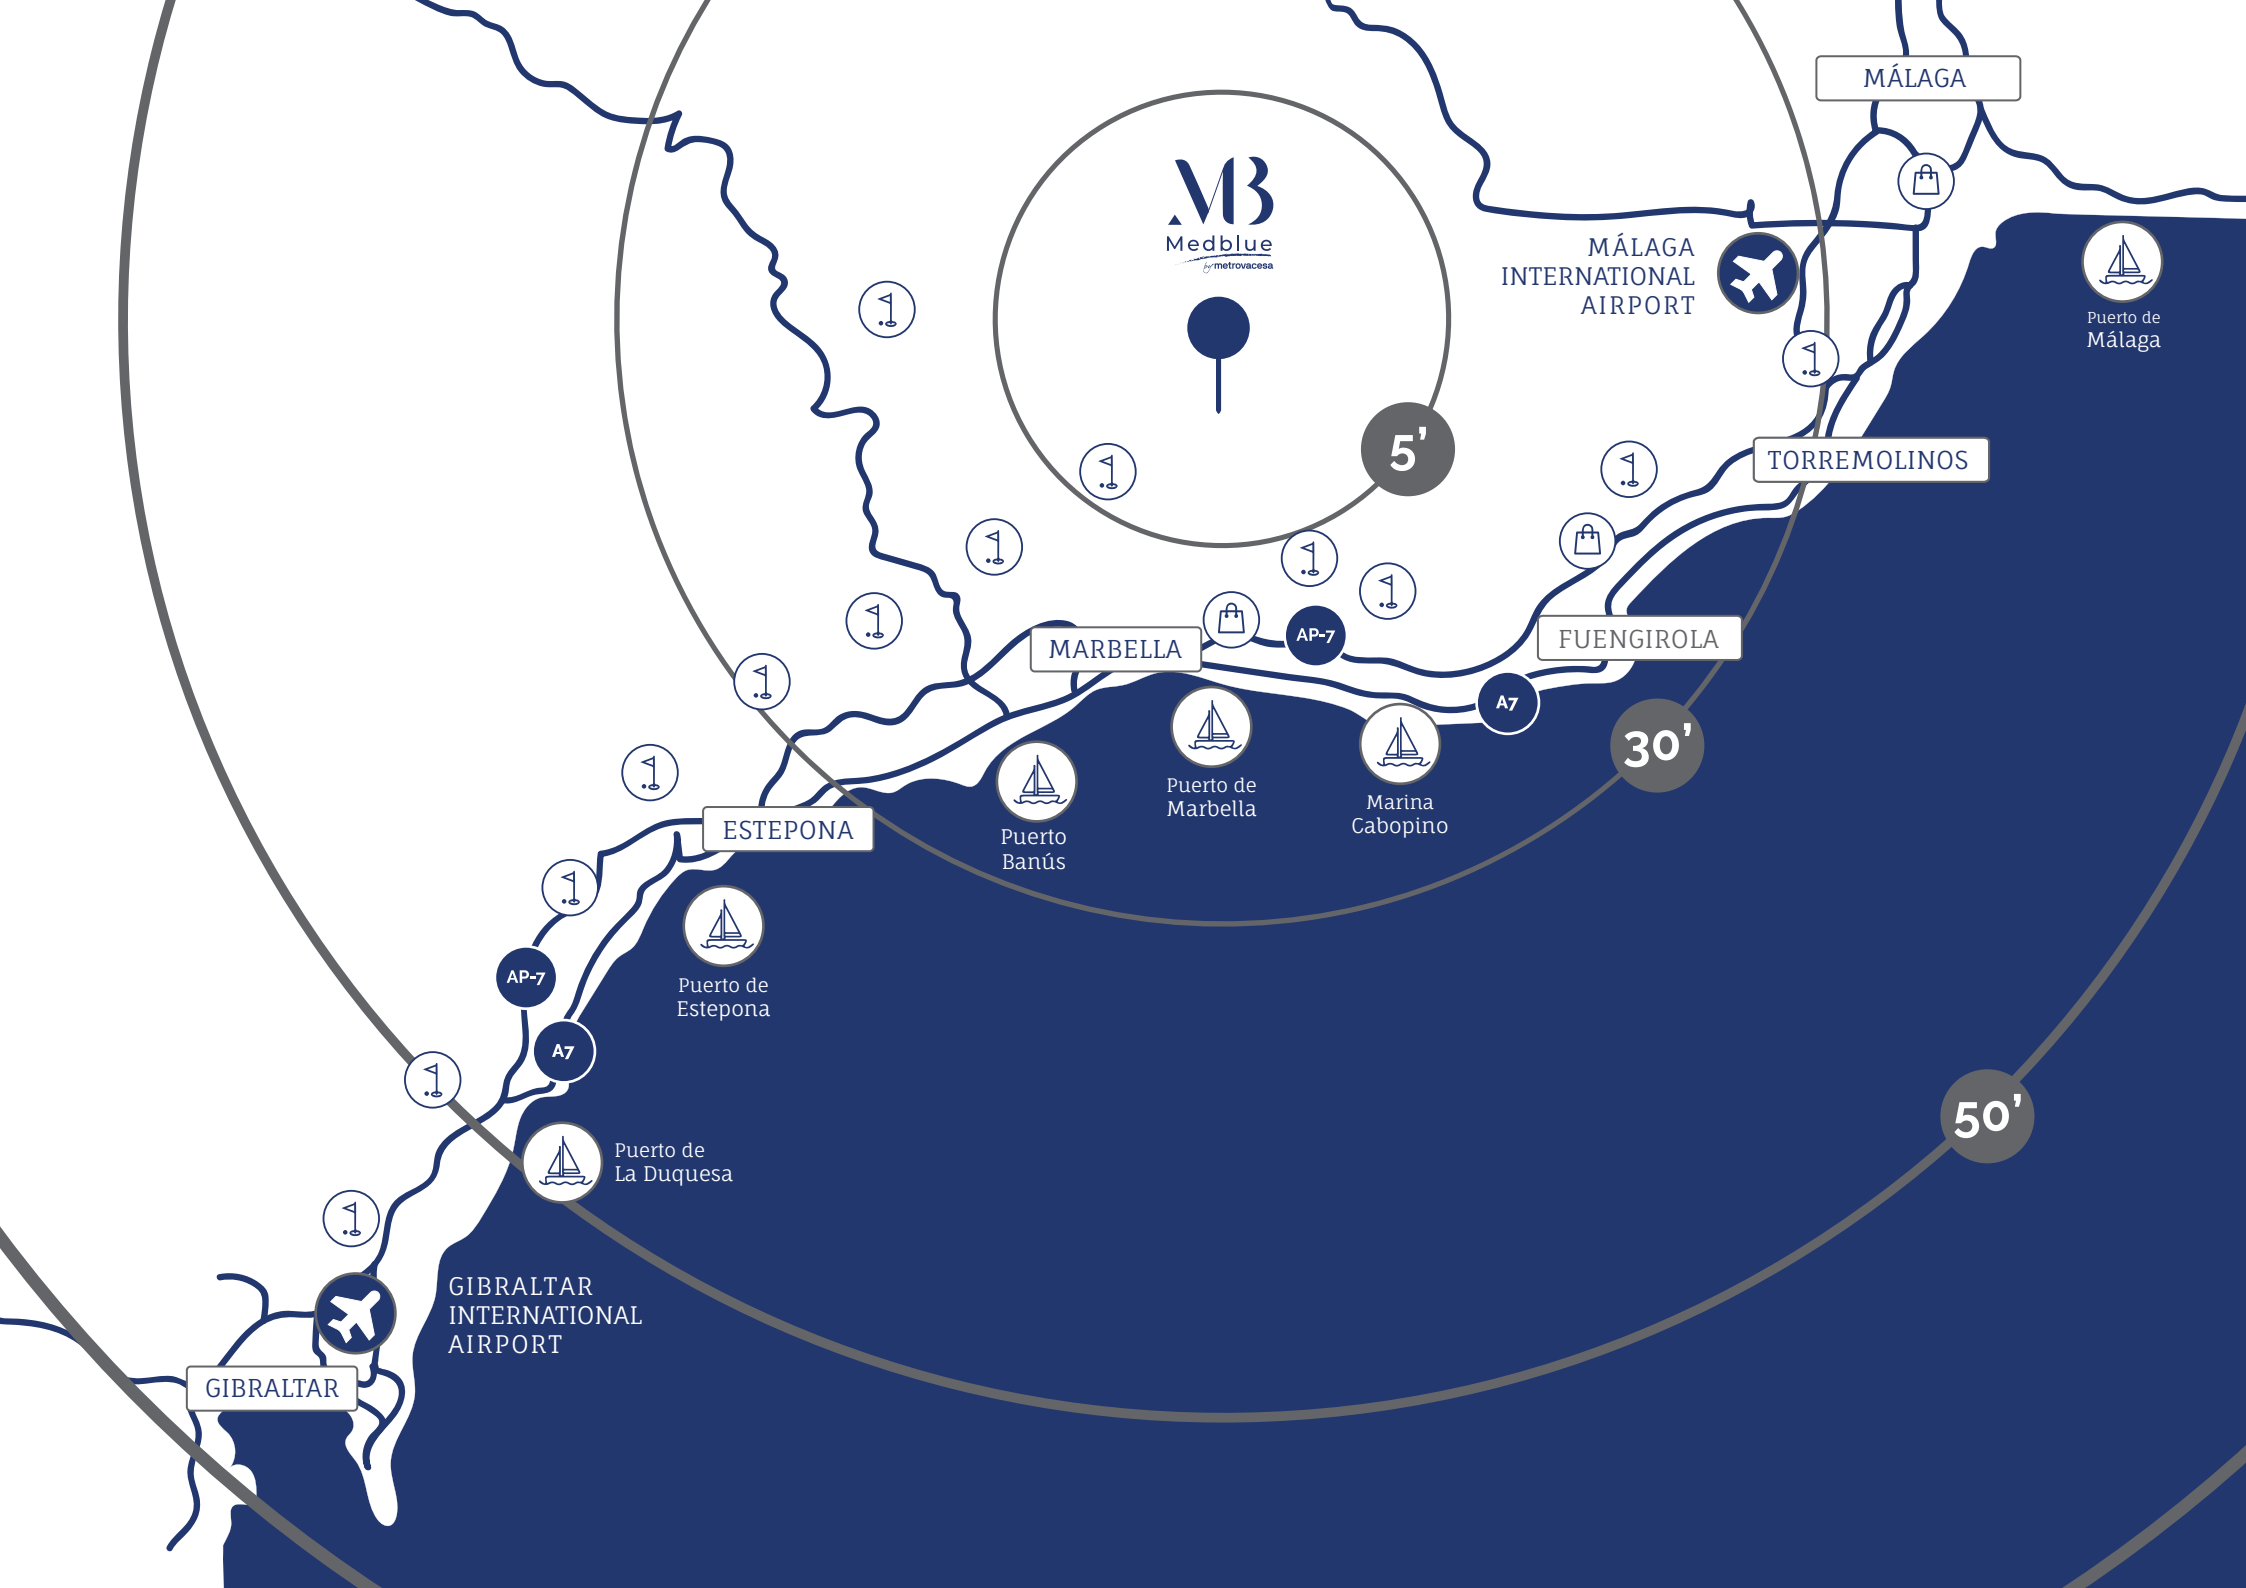 MÁLAGA
MB
Medblue
by metrovacesa
MÁLAGA
INTERNATIONAL
AIRPORT
Puerto de
Málaga
5’
TORREMOLINOS
AP-7
FUENGIROLA
MARBELLA
A7
30’
Puerto de
Marbella
Marina
Cabopino
Puerto
Banús
ESTEPONA
AP-7
Puerto de
Estepona
A7
50’
Puerto de
La Duquesa
GIBRALTAR
INTERNATIONAL
AIRPORT
GIBRALTAR